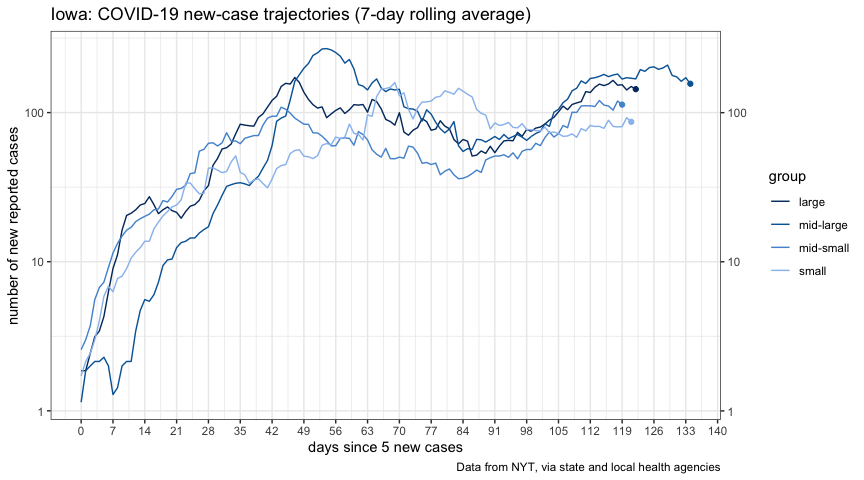 Iowa: COVID-19 new-case trajectories (7-day rolling average)
number of new reported cases
100
10
1
100
10
1
0 7 14 21 28 35 42 49 56 63 70 77 84 91 98 105 112 119 126 133 140
days since 5 new cases
group
large
mid-large
mid-small
small
Data from NYT, via state and local health agencies